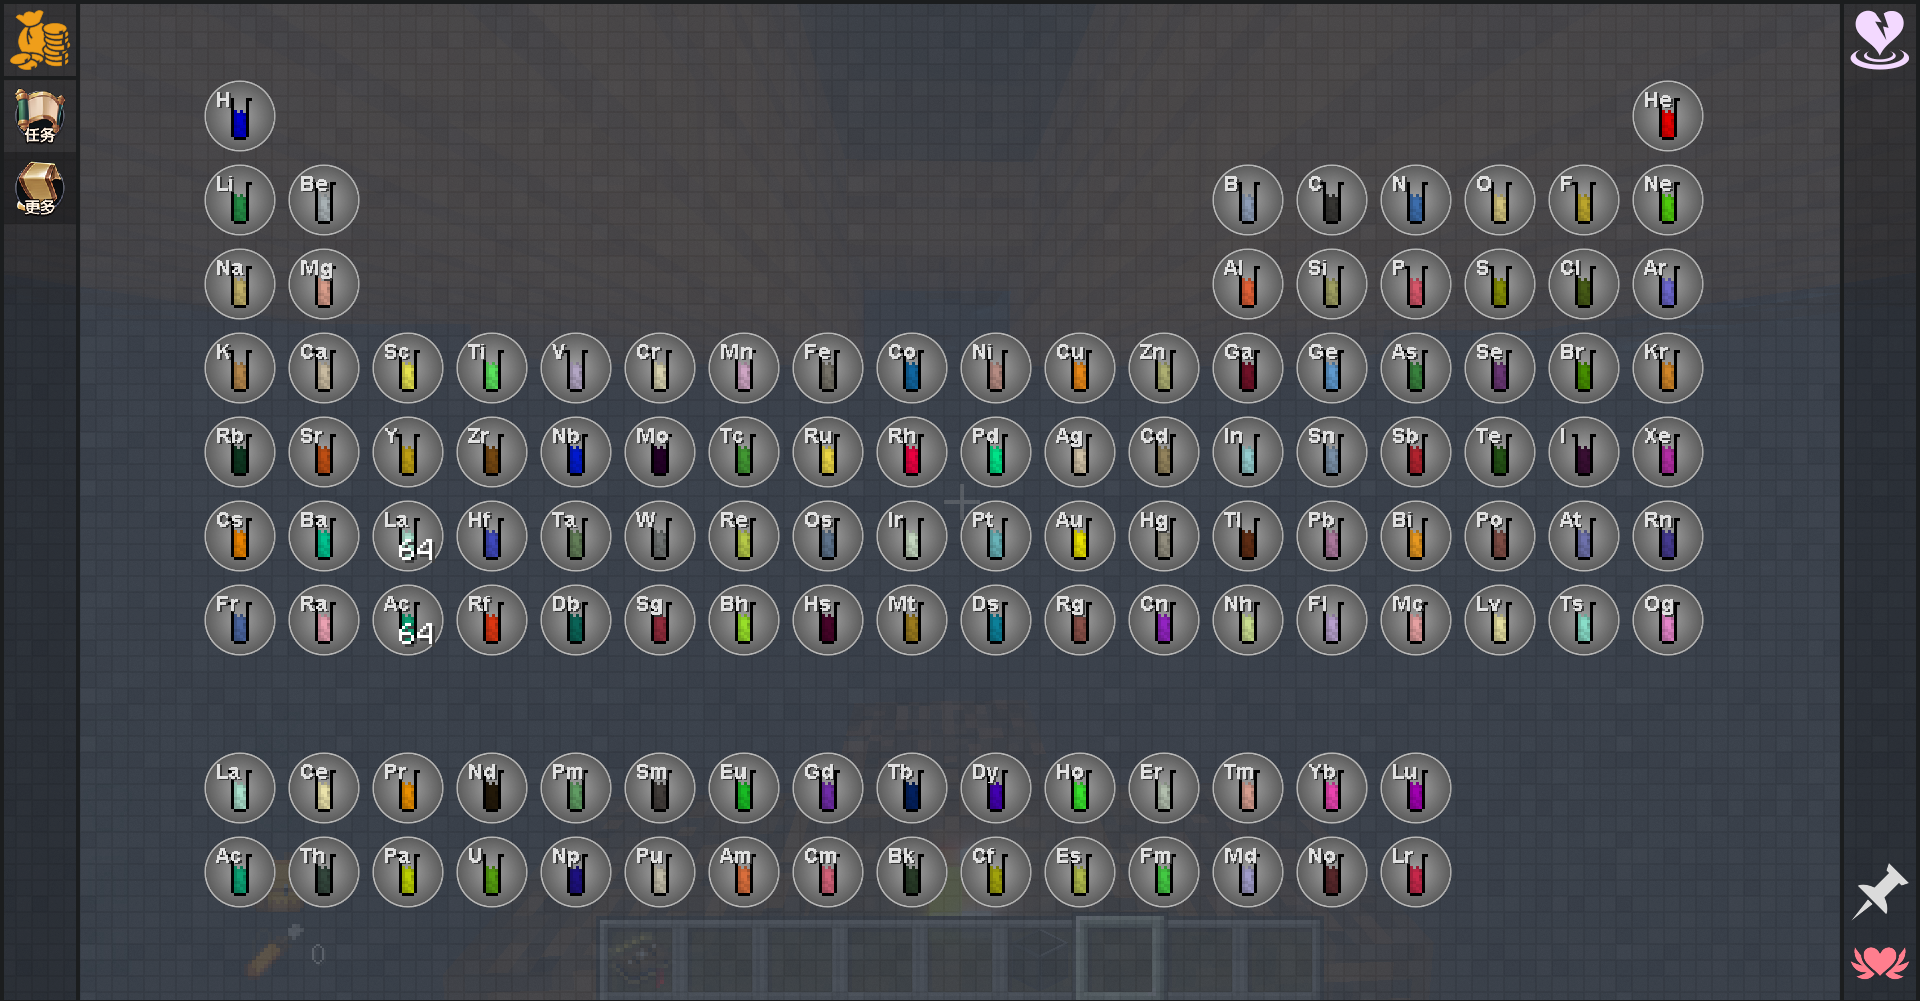 H He
任务
Li Be B C N O F Ne
更多
Na Mg Al Si P S Cl Ar
K Ca Sc Ti V Cr Mn Fe Co Ni Cu Zn Ga Ge As Se Br Kr
Rb Sr Y Zr Nb Mo Tc Ru Rh Pd Ag Cd In Sn Sb Te I Xe
Cs Ba La Hf Ta W Re Os Ir Pt Au Hg Tl Pb Bi Po At Rn
64
Fr Ra Ac Rf Db Sg Bh Hs Mt Ds Rg Cn Nh Fl Mc Lv Ts Og
64
La Ce Pr Nd Pm Sm Eu Gd Tb Dy Ho Er Tm Yb Lu
Ac Th Pa U Np Pu Am Cm Bk Cf Es Fm Md No Lr
0